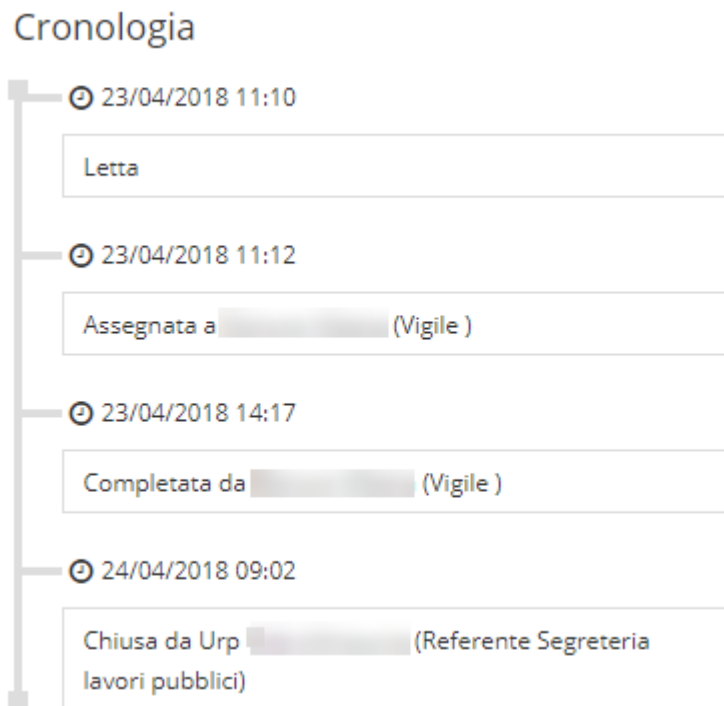 Cronologia
23/04/2018 11:10
Letta
23/04/2018 11:12
Assegnata a (Vigile )
23/04/2018 14:17
Completata da (Vigile )
24/04/2018 09:02
Chiusa da Urp (Referente Segreteria
lavori pubblici)